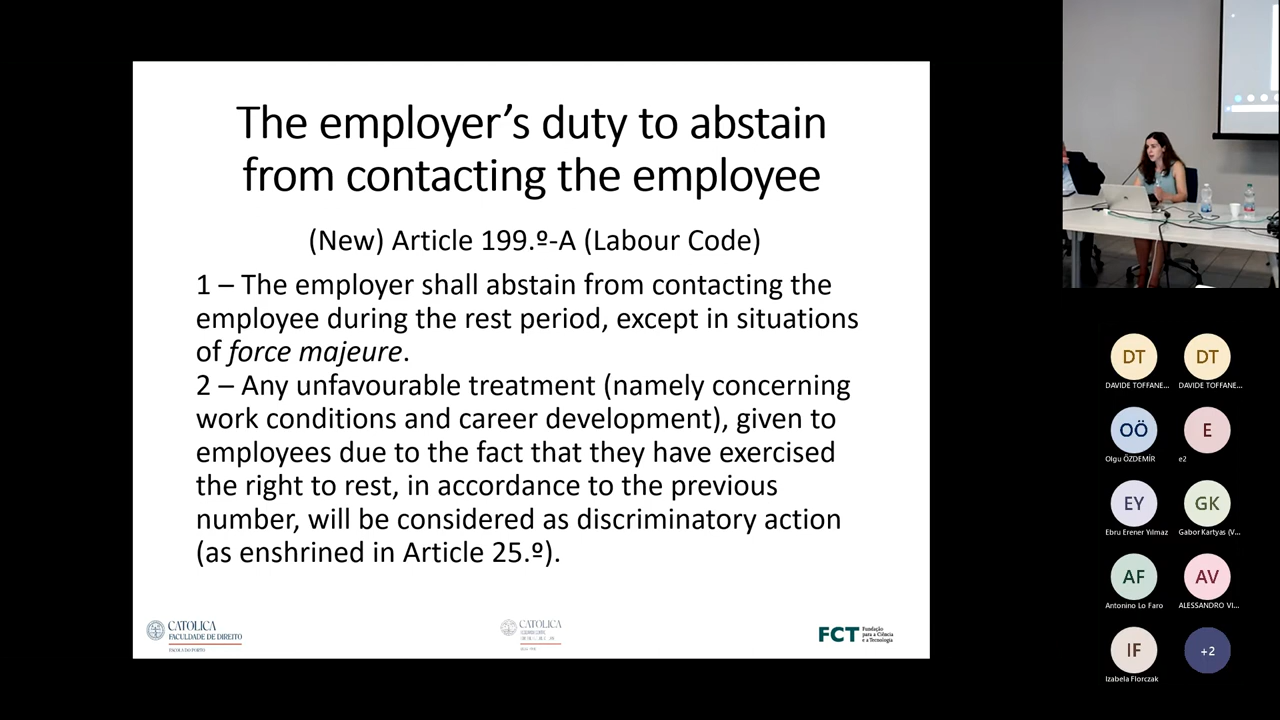 The employer's duty to abstain
from contacting the employee
(New) Article 199.º-A (Labour Code)
1 – The employer shall abstain from contacting the
employee during the rest period, except in situations
of force majeure.
2 – Any unfavourable treatment (namely concerning
work conditions and career development), given to
employees due to the fact that they have exercised
the right to rest, in accordance to the previous
number, will be considered as discriminatory action
(as enshrined in Article 25.º).
CATOLICA
FACULDADE DE DIREITO
ESCOLA DO PORTO
CATOLICA
FCT Fundação
para a Ciência
e a Tecnologia
DT
DT
DAVIDE TOFFANE...
DAVIDE TOFFANE...
OÖ
E
Olgu ÖZDEMİR
e2
EY
GK
Ebru Erener Yılmaz
Gabor Kartyas (V...
AF
AV
Antonino Lo Faro
ALESSANDRO VI...
IF
+2
Izabela Florczak